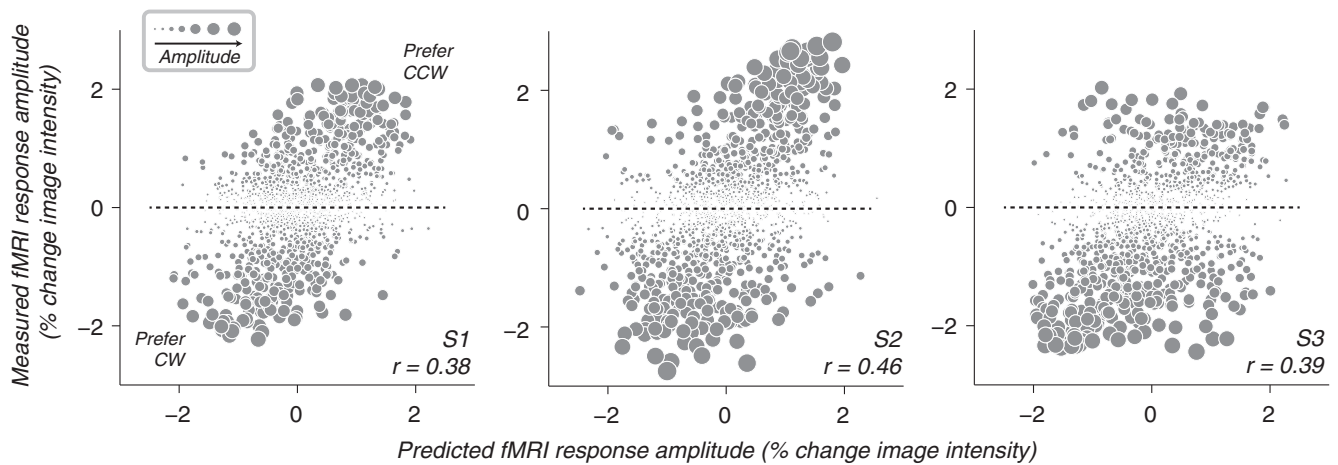 Measured fMRI response amplitude
(% change image intensity)
Amplitude
Prefer
CCW
2
0
−2
Prefer
CW
S1
r = 0.38
−2
0
2
2
0
−2
S2
r = 0.46
−2
0
2
2
0
−2
S3
r = 0.39
−2
0
2
Predicted fMRI response amplitude (% change image intensity)